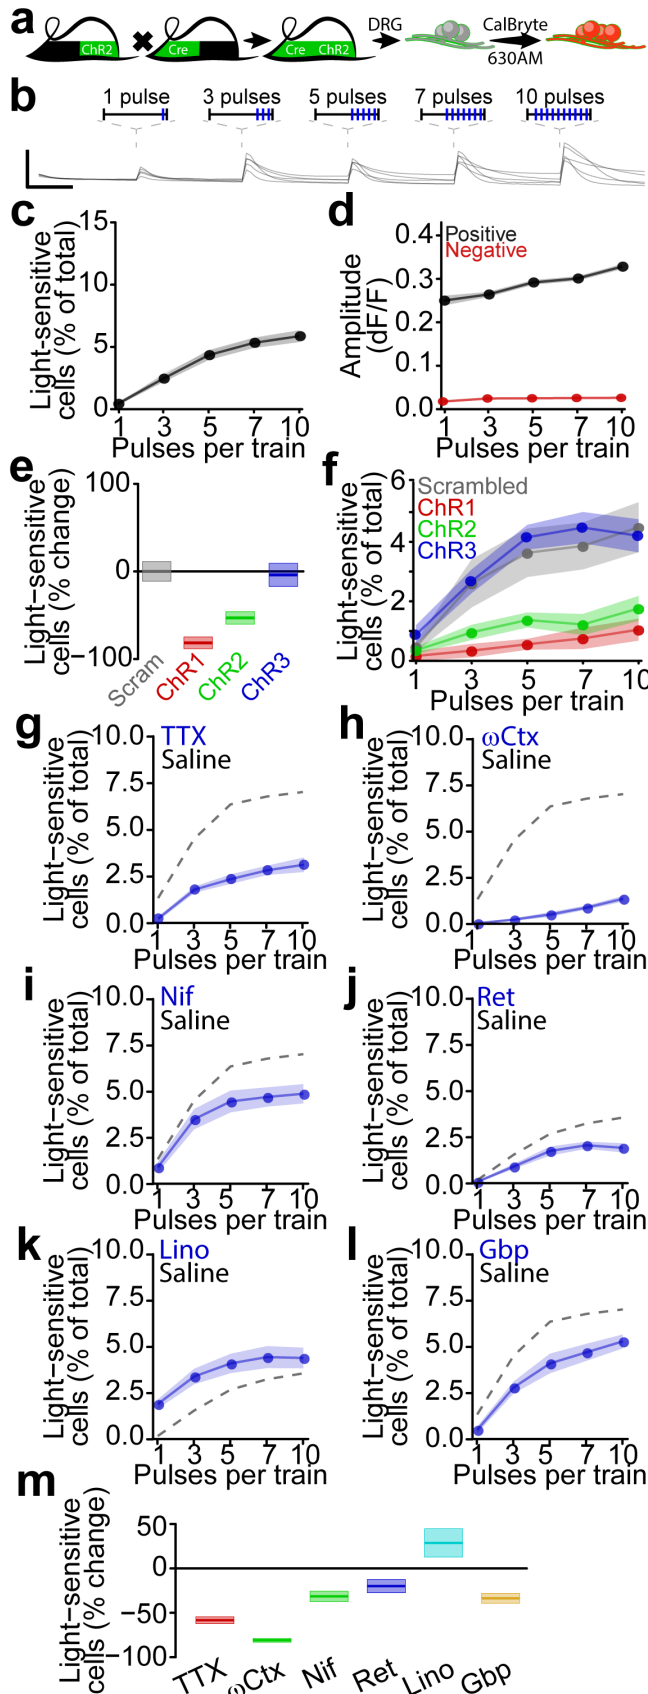 a
ChR2
Cre
Cre ChR2
DRG
CalBryte
630AM
b
1 pulse
3 pulses
5 pulses
7 pulses
10 pulses
c
Light-sensitive
cells (% of total)
15
10
5
0
1 3 5 7 10
Pulses per train
d
Amplitude
(dF/F)
Positive
Negative
0.4
0.3
0.2
0.0
1 3 5 7 10
Pulses per train
e
Light−sensitive
cells (% change)
100
0
−100
Scram
ChR1
ChR2
ChR3
f
Light-sensitive
cells (% of total)
Scrambled
ChR1
ChR2
ChR3
6
4
2
0
1 3 5 7 10
Pulses per train
g
Light−sensitive
cells (% of total)
TTX
Saline
10.0
7.5
5.0
2.5
0.0
1 3 5 7 10
Pulses per train
h
Light−sensitive
cells (% of total)
ωCtx
Saline
10.0
7.5
5.0
2.5
0.0
1 3 5 7 10
Pulses per train
i
Light−sensitive
cells (% of total)
Nif
Saline
10.0
7.5
5.0
2.5
0.0
1 3 5 7 10
Pulses per train
j
Light−sensitive
cells (% of total)
Ret
Saline
10.0
7.5
5.0
2.5
0.0
1 3 5 7 10
Pulses per train
k
Light−sensitive
cells (% of total)
Lino
Saline
10.0
7.5
5.0
2.5
0.0
1 3 5 7 10
Pulses per train
l
Light−sensitive
cells (% of total)
Gbp
Saline
10.0
7.5
5.0
2.5
0.0
1 3 5 7 10
Pulses per train
m
Light−sensitive
cells (% change)
50
0
−50
−100
TTX
ωCtx
Nif
Ret
Lino
Gbp